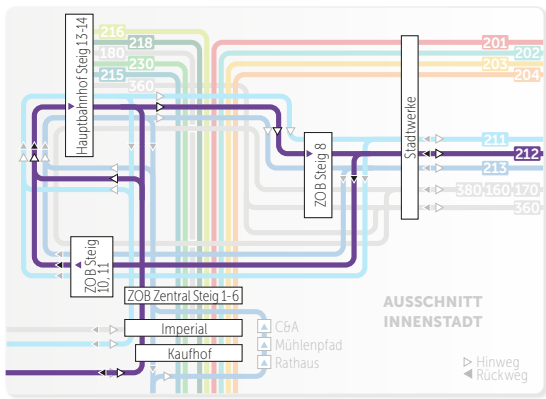 Hauptbahnhof Steig 13-14
216
218
180
230
215
360
Stadtwerke
201
202
203
204
211
212
213
380 160 170
360
ZOB Steig 8
ZOB Steig
10, 11
ZOB Zentral Steig 1-6
Imperial
Kaufhof
C&A
Mühlenpfad
Rathaus
AUSSCHNITT
INNENSTADT
Hinweg
Rückweg